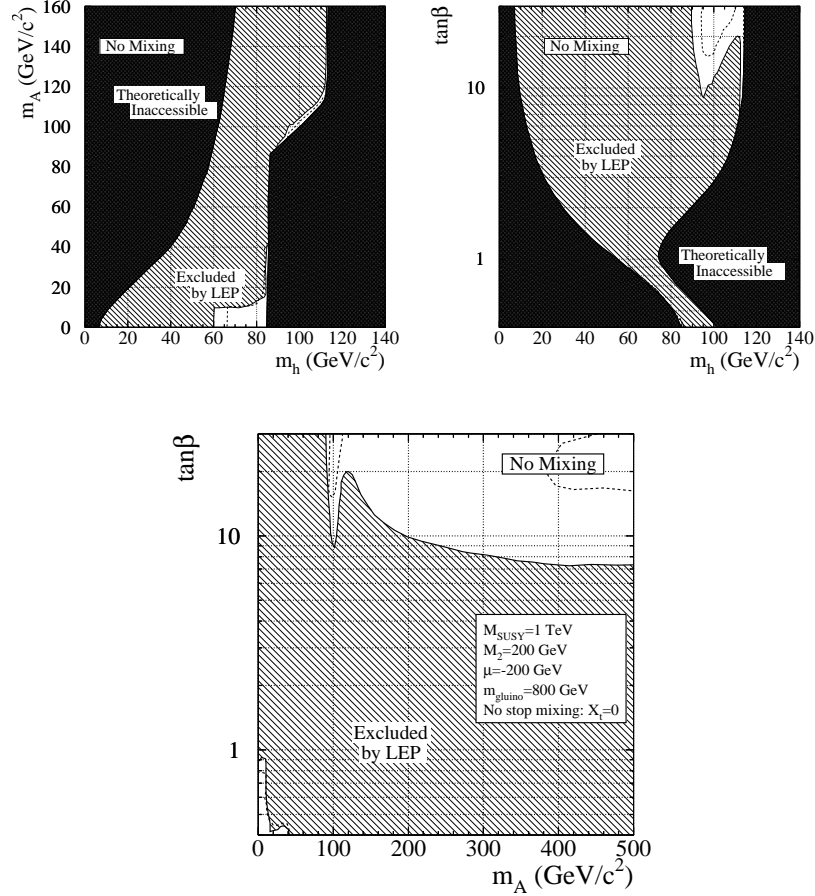 m_A (GeV/c²)
160
140
120
100
80
60
40
20
0
No Mixing
Theoretically
Inaccessible
Excluded
by LEP
0 20 40 60 80 100 120 140
m_h (GeV/c²)
tanβ
10
1
No Mixing
Excluded
by LEP
Theoretically
Inaccessible
0 20 40 60 80 100 120 140
m_h (GeV/c²)
tanβ
10
1
No Mixing
M_SUSY=1 TeV
M_2=200 GeV
μ=-200 GeV
m_gluino=800 GeV
No stop mixing: X_t=0
Excluded
by LEP
0 100 200 300 400 500
m_A (GeV/c²)